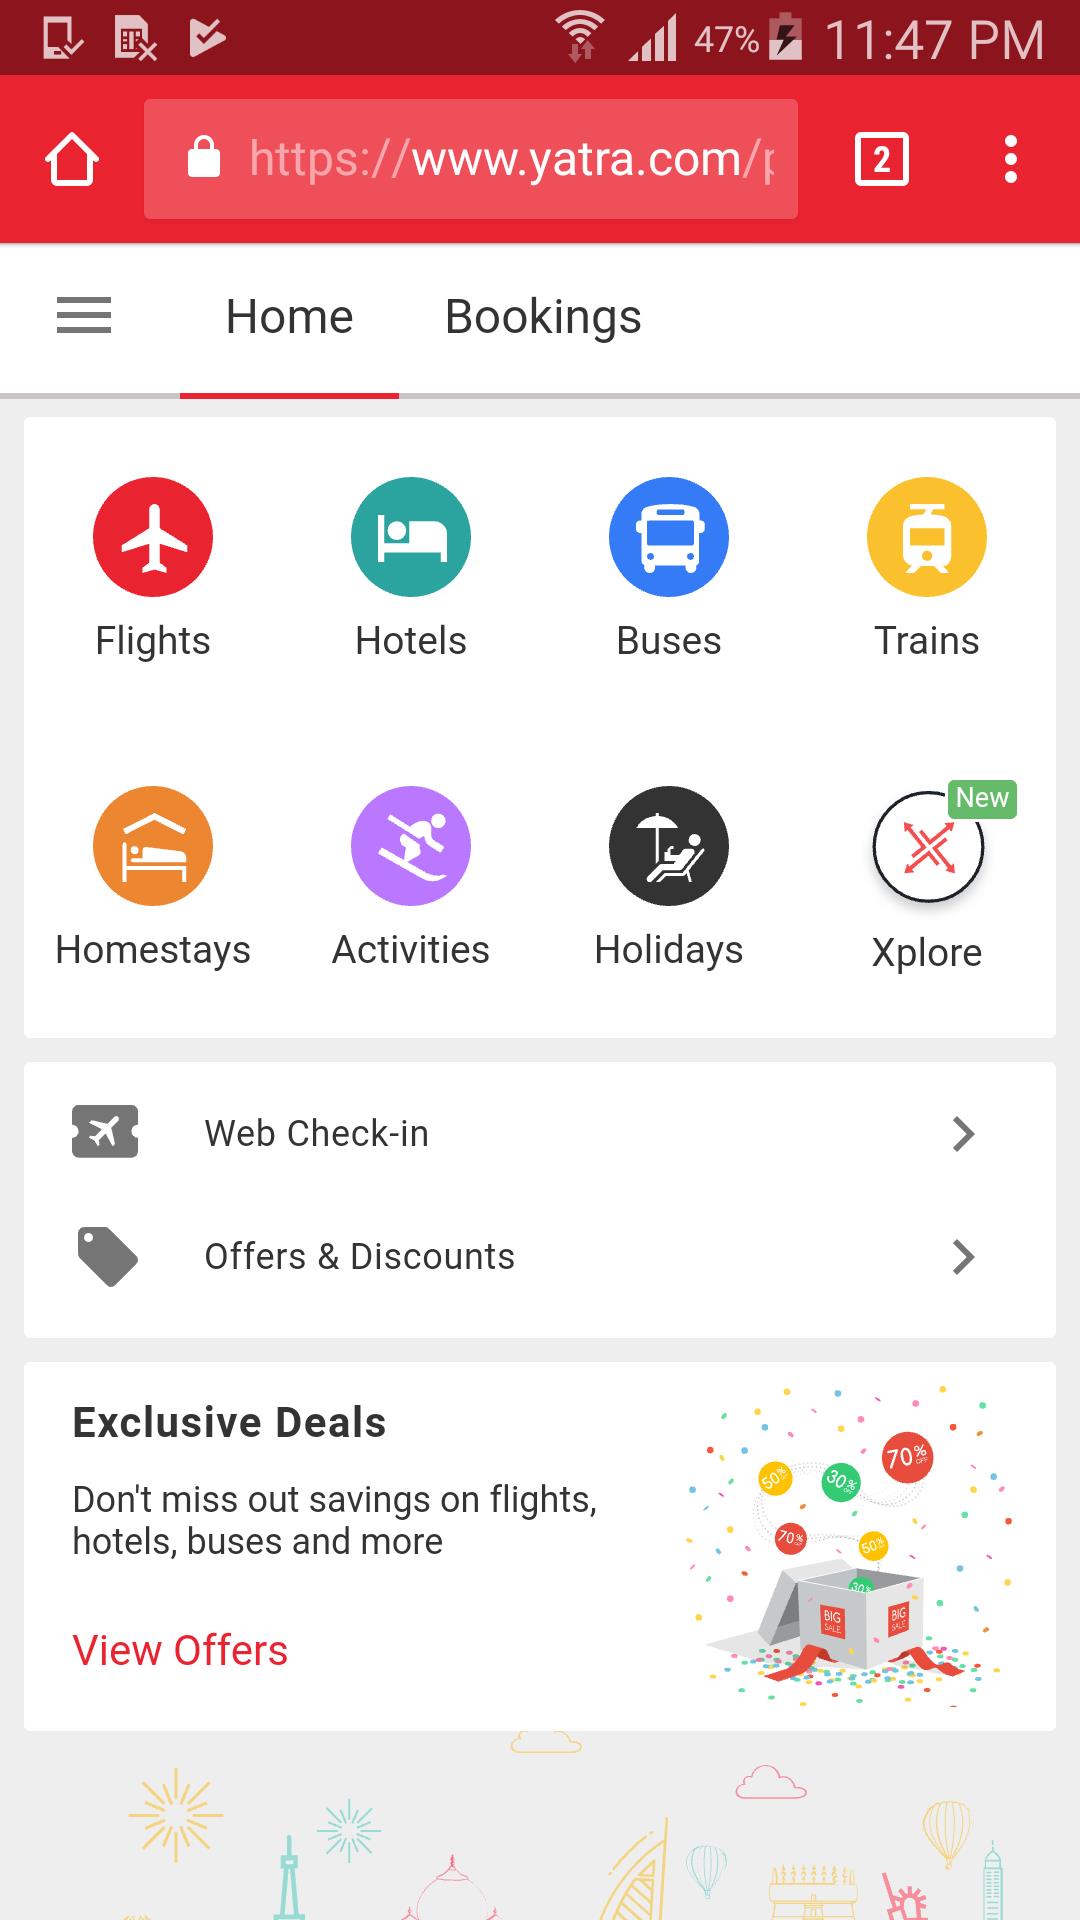 47% 11:47 PM
https://www.yatra.com/p
2
Home Bookings
Flights Hotels Buses Trains
New
Homestays Activities Holidays Xplore
Web Check-in
Offers & Discounts
Exclusive Deals
Don't miss out savings on flights,
hotels, buses and more
View Offers
70% OFF
50% 30%
70% 50%
30%
BIG SALE BIG SALE